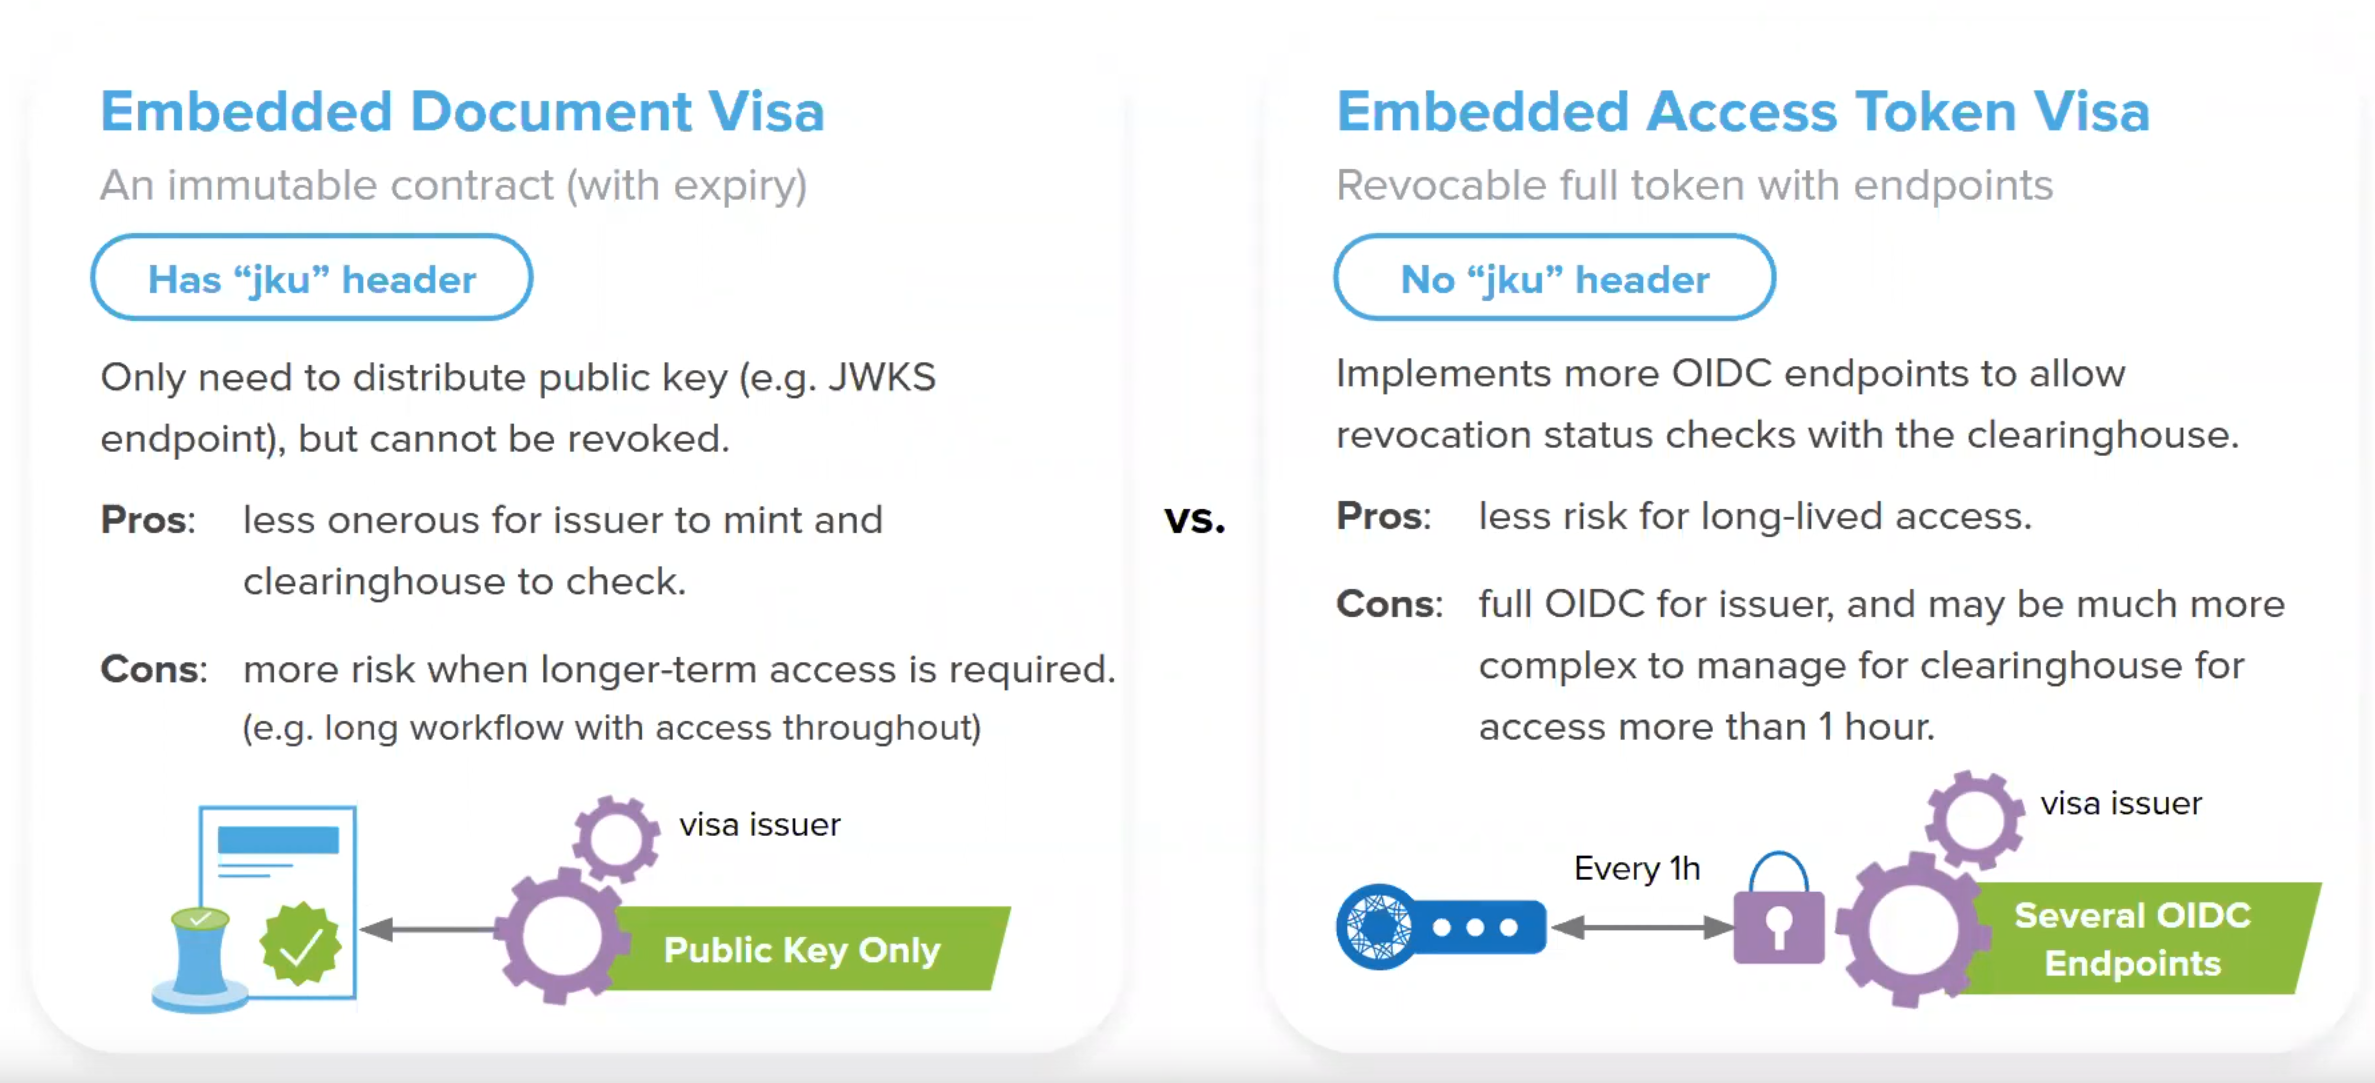 Embedded Document Visa
An immutable contract (with expiry)
Has “jku” header
Only need to distribute public key (e.g. JWKS
endpoint), but cannot be revoked.
Pros: less onerous for issuer to mint and
clearinghouse to check.
Cons: more risk when longer-term access is required.
(e.g. long workflow with access throughout)
visa issuer
Public Key Only
vs.
Embedded Access Token Visa
Revocable full token with endpoints
No “jku” header
Implements more OIDC endpoints to allow
revocation status checks with the clearinghouse.
Pros: less risk for long-lived access.
Cons: full OIDC for issuer, and may be much more
complex to manage for clearinghouse for
access more than 1 hour.
visa issuer
Every 1h
Several OIDC
Endpoints